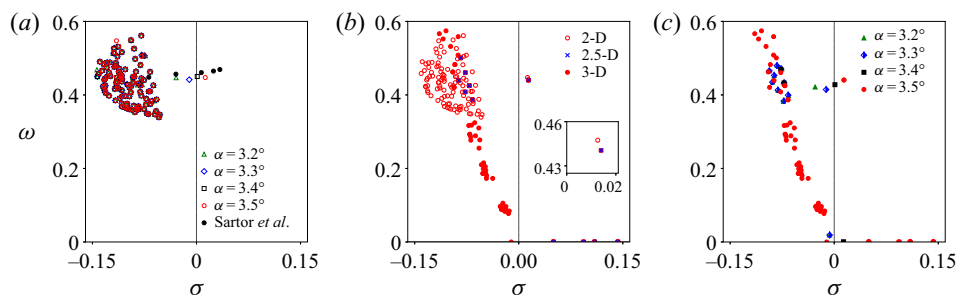 (a)
0.6
0.4
ω
0.2
0
−0.15
0
0.15
σ
α = 3.2°
α = 3.3°
α = 3.4°
α = 3.5°
Sartor et al.
(b)
0.6
0.4
0.2
0
−0.15
0.00
0.15
σ
2-D
2.5-D
3-D
0.46
0.43
0
0.02
(c)
0.6
0.4
0.2
0
−0.15
0
0.15
σ
α = 3.2°
α = 3.3°
α = 3.4°
α = 3.5°